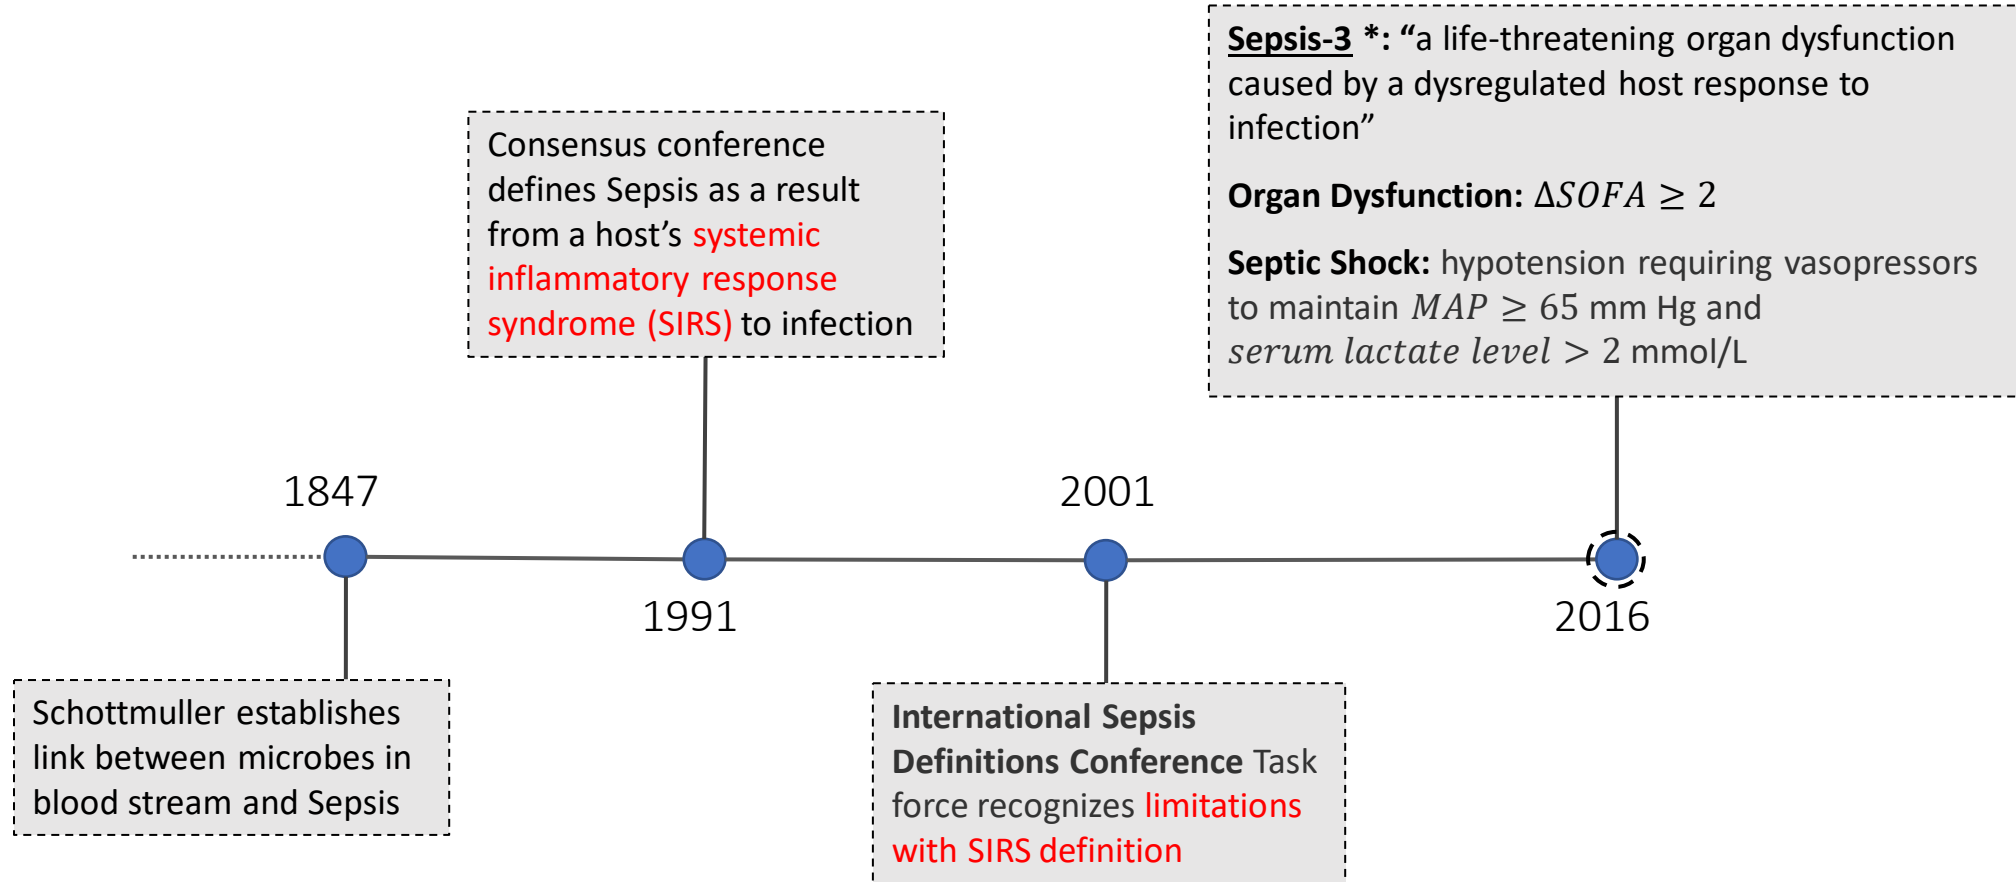 Sepsis-3 *: “a life-threatening organ dysfunction
caused by a dysregulated host response to
infection”
Organ Dysfunction: ΔSOFA ≥ 2
Septic Shock: hypotension requiring vasopressors
to maintain MAP ≥ 65 mm Hg and
serum lactate level > 2 mmol/L
Consensus conference
defines Sepsis as a result
from a host’s systemic
inflammatory response
syndrome (SIRS) to infection
1847
2001
1991
2016
Schottmuller establishes
link between microbes in
blood stream and Sepsis
International Sepsis
Definitions Conference Task
force recognizes limitations
with SIRS definition